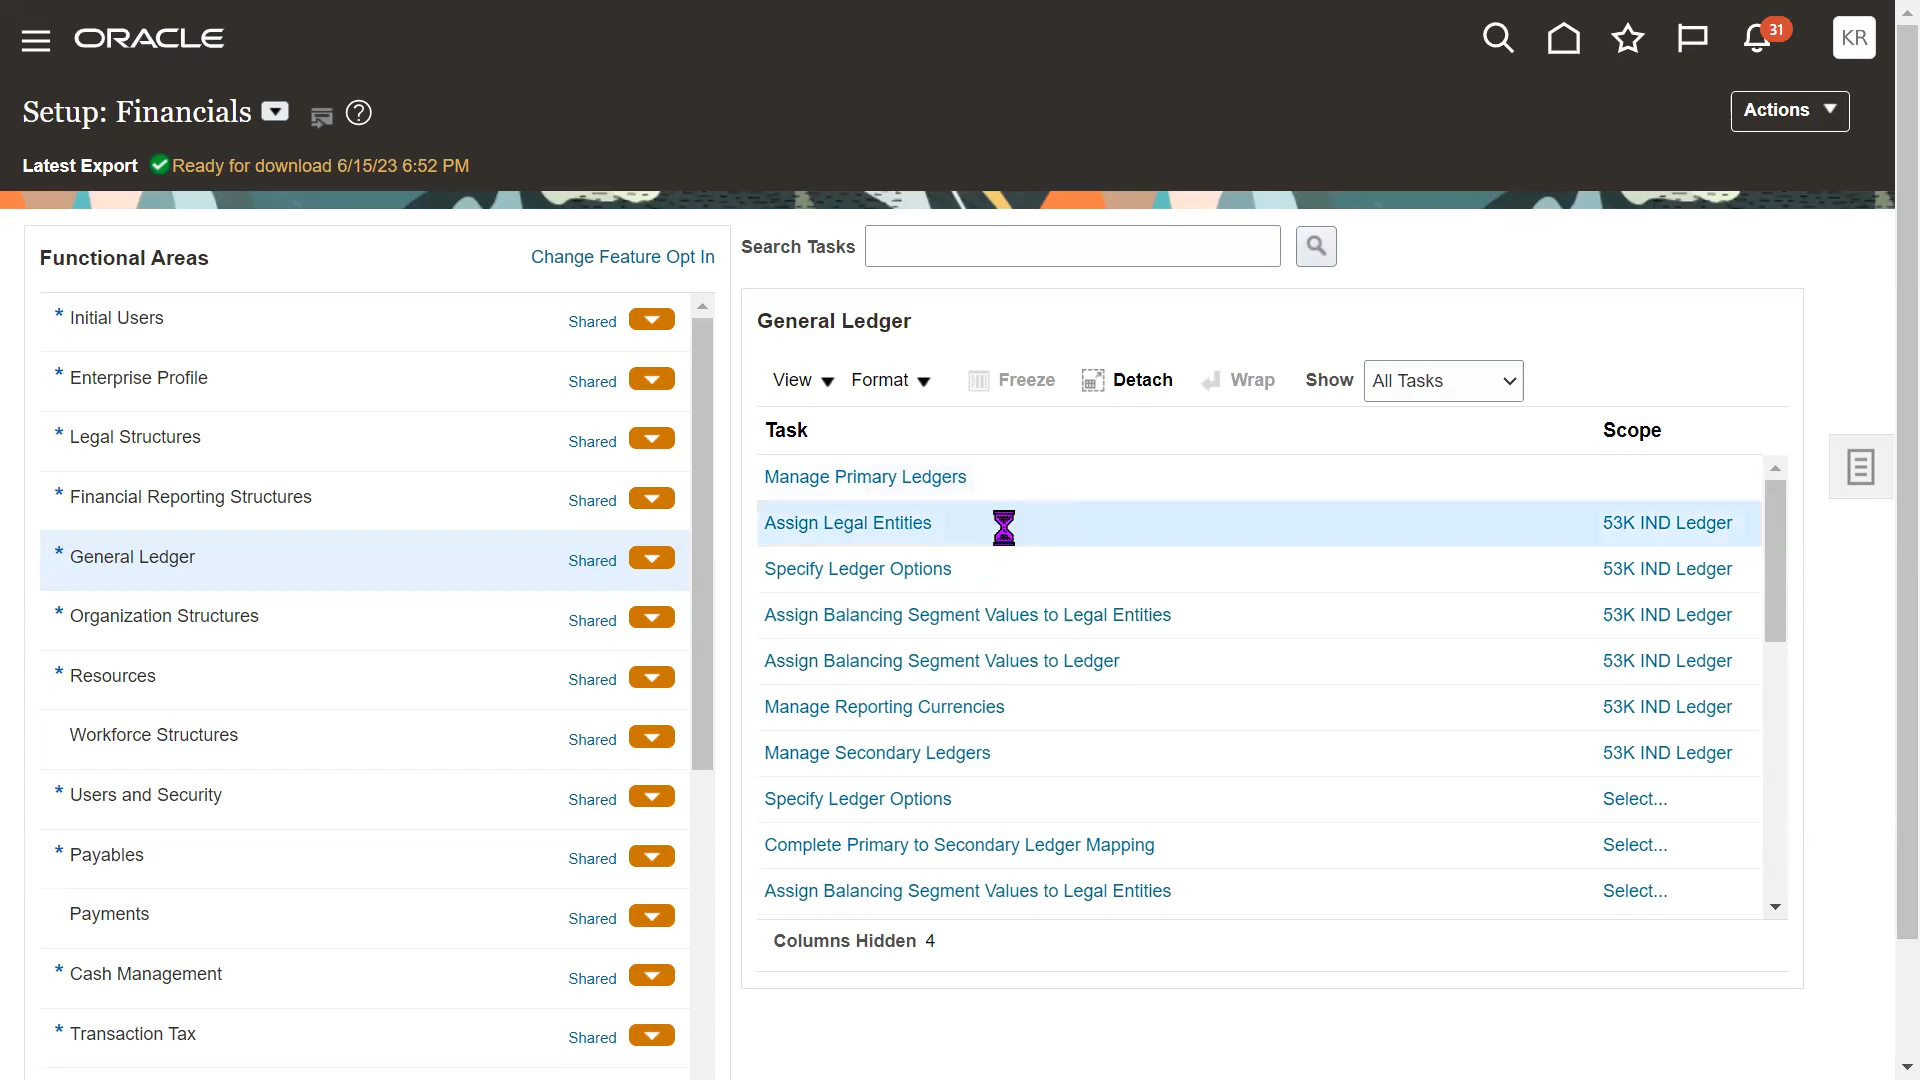 ORACLE
31
KR
Setup: Financials
Actions
Latest Export Ready for download 6/15/23 6:52 PM
Functional Areas
Change Feature Opt In
* Initial Users Shared
* Enterprise Profile Shared
* Legal Structures Shared
* Financial Reporting Structures Shared
* General Ledger Shared
* Organization Structures Shared
* Resources Shared
Workforce Structures Shared
* Users and Security Shared
* Payables Shared
Payments Shared
* Cash Management Shared
* Transaction Tax Shared
Search Tasks
General Ledger
View Format Freeze Detach Wrap Show All Tasks
Task Scope
Manage Primary Ledgers
Assign Legal Entities 53K IND Ledger
Specify Ledger Options 53K IND Ledger
Assign Balancing Segment Values to Legal Entities 53K IND Ledger
Assign Balancing Segment Values to Ledger 53K IND Ledger
Manage Reporting Currencies 53K IND Ledger
Manage Secondary Ledgers 53K IND Ledger
Specify Ledger Options Select...
Complete Primary to Secondary Ledger Mapping Select...
Assign Balancing Segment Values to Legal Entities Select...
Columns Hidden 4